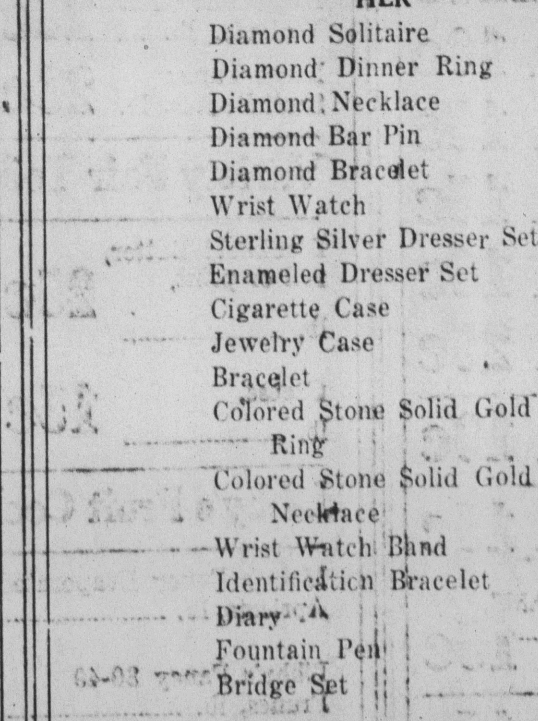 HER
Diamond Solitaire
Diamond Dinner Ring
Diamond Necklace
Diamond Bar Pin
Diamond Bracelet
Wrist Watch
Sterling Silver Dresser Set
Enameled Dresser Set
Cigarette Case
Jewelry Case
Bracelet
Colored Stone Solid Gold
Ring
Colored Stone Solid Gold
Necklace
Wrist Watch Band
Identification Bracelet
Diary
Fountain Pen
Bridge Set